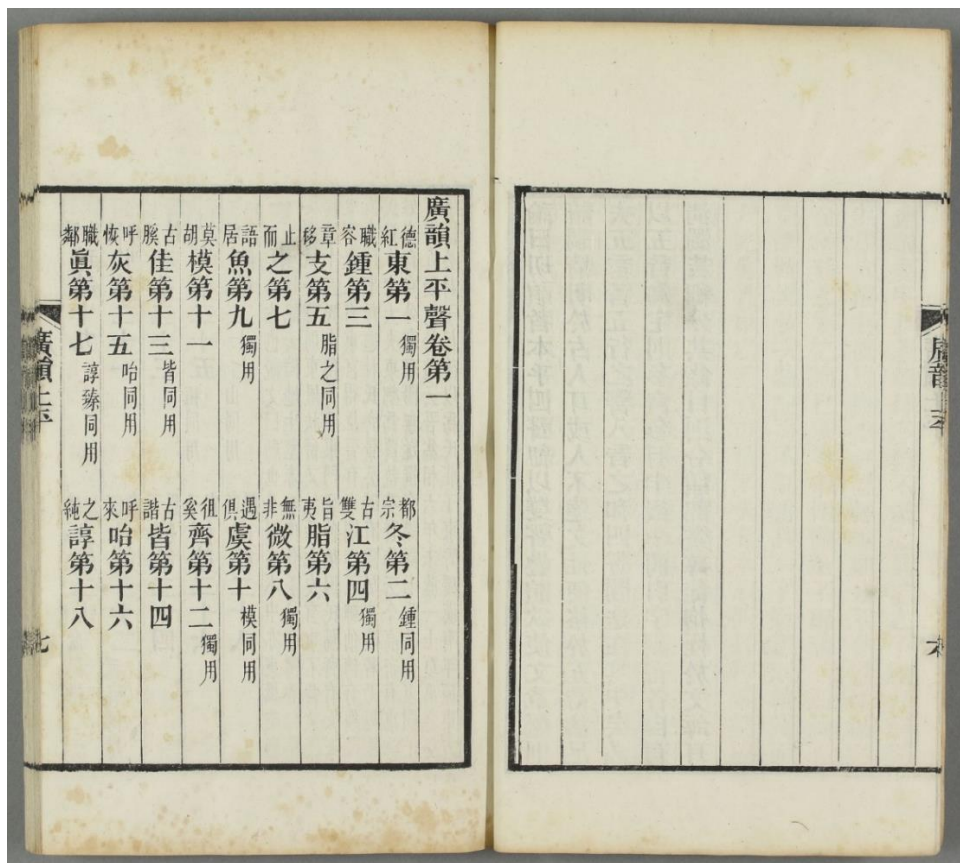 廣韻上平聲卷第一
德紅東第一獨用 都宗冬第二鍾同用
職容鍾第三 古雙江第四獨用
章移支第五脂之同用 旨夷脂第六
止而之第七 無非微第八獨用
語居魚第九獨用 遇俱虞第十模同用
莫胡模第十一 徂奚齊第十二獨用
古膎佳第十三皆同用 古諧皆第十四
呼恢灰第十五咍同用 呼來咍第十六
職鄰眞第十七諄臻同用 之純諄第十八
廣韻上平 七